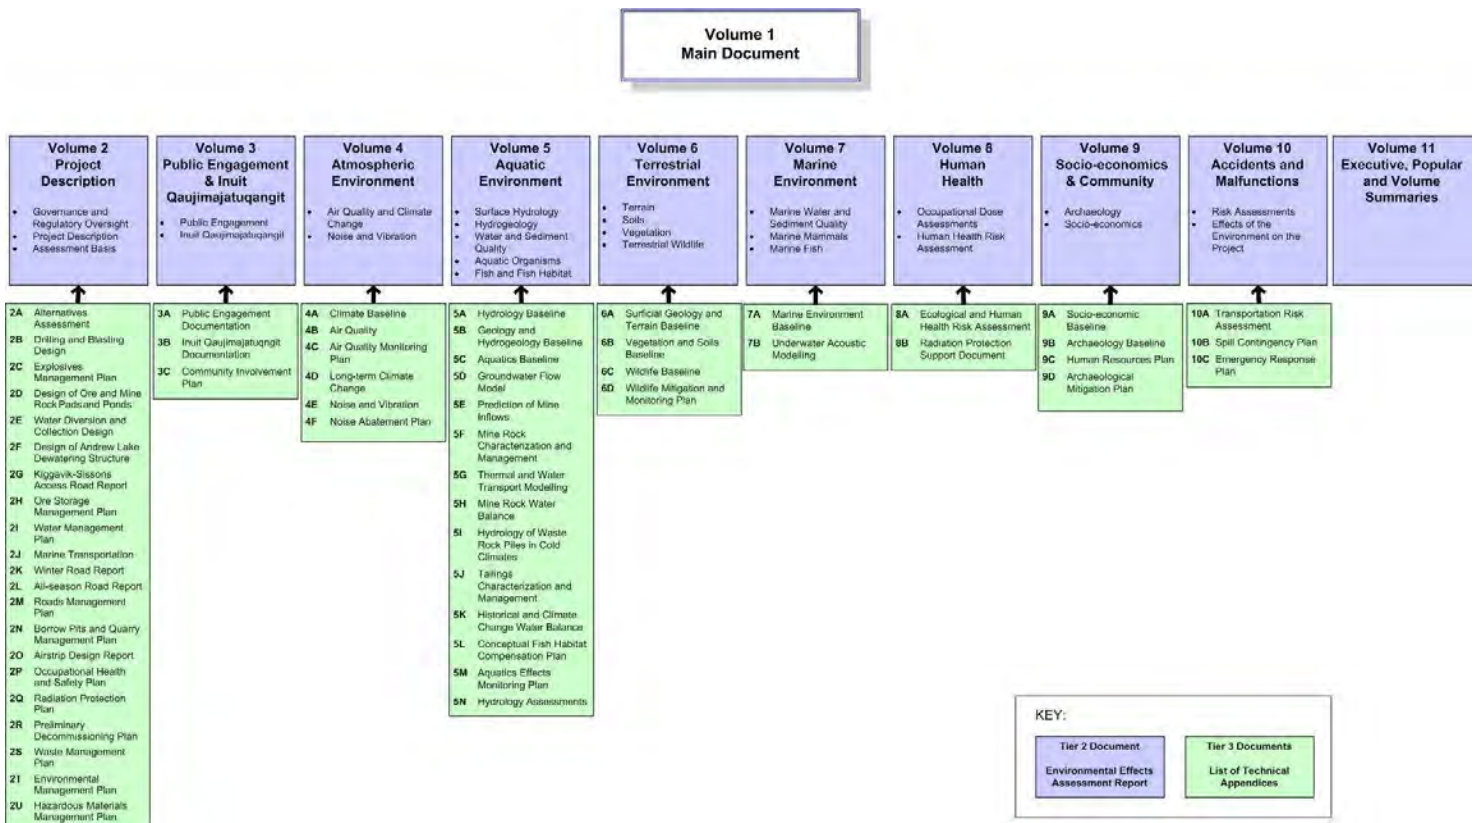 Volume 1
Main Document
Volume 2
Project
Description
• Governance and
Regulatory Oversight
• Project Description
• Assessment Basis
Volume 3
Public Engagement
& Inuit
Qaujimajatuqangit
• Public Engagement
• Inuit Qaujimajatuqangit
Volume 4
Atmospheric
Environment
• Air Quality and Climate
Change
• Noise and Vibration
Volume 5
Aquatic
Environment
• Surface Hydrology
• Hydrogeology
• Water and Sediment
Quality
• Aquatic Organisms
• Fish and Fish Habitat
Volume 6
Terrestrial
Environment
• Terrain
• Soils
• Vegetation
• Terrestrial Wildlife
Volume 7
Marine
Environment
• Marine Water and
Sediment Quality
• Marine Mammals
• Marine Fish
Volume 8
Human
Health
• Occupational Dose
Assessments
• Human Health Risk
Assessment
Volume 9
Socio-economics
& Community
• Archaeology
• Socio-economics
Volume 10
Accidents and
Malfunctions
• Risk Assessments
• Effects of the
Environment on the
Project
Volume 11
Executive, Popular
and Volume
Summaries
2A Alternatives
Assessment
2B Drilling and Blasting
Design
2C Explosives
Management Plan
2D Design of Ore and Mine
Rock Pads and Ponds
2E Water Diversion and
Collection Design
2F Design of Andrew Lake
Dewatering Structure
2G Kiggavik-Sissons
Access Road Report
2H Ore Storage
Management Plan
2I Water Management
Plan
2J Marine Transportation
2K Winter Road Report
2L All-season Road Report
2M Roads Management
Plan
2N Borrow Pits and Quarry
Management Plan
2O Airstrip Design Report
2P Occupational Health
and Safety Plan
2Q Radiation Protection
Plan
2R Preliminary
Decommissioning Plan
2S Waste Management
Plan
2T Environmental
Management Plan
2U Hazardous Materials
Management Plan
3A Public Engagement
Documentation
3B Inuit Qaujimajatuqngit
Documentation
3C Community Involvement
Plan
4A Climate Baseline
4B Air Quality
4C Air Quality Monitoring
Plan
4D Long-term Climate
Change
4E Noise and Vibration
4F Noise Abatement Plan
5A Hydrology Baseline
5B Geology and
Hydrogeology Baseline
5C Aquatics Baseline
5D Groundwater Flow
Model
5E Prediction of Mine
Inflows
5F Mine Rock
Characterization and
Management
5G Thermal and Water
Transport Modelling
5H Mine Rock Water
Balance
5I Hydrology of Waste
Rock Piles in Cold
Climates
5J Tailings
Characterization and
Management
5K Historical and Climate
Change Water Balance
5L Conceptual Fish Habitat
Compensation Plan
5M Aquatics Effects
Monitoring Plan
5N Hydrology Assessments
6A Surficial Geology and
Terrain Baseline
6B Vegetation and Soils
Baseline
6C Wildlife Baseline
6D Wildlife Mitigation and
Monitoring Plan
7A Marine Environment
Baseline
7B Underwater Acoustic
Modelling
8A Ecological and Human
Health Risk Assessment
8B Radiation Protection
Support Document
9A Socio-economic
Baseline
9B Archaeology Baseline
9C Human Resources Plan
9D Archaeological
Mitigation Plan
10A Transportation Risk
Assessment
10B Spill Contingency Plan
10C Emergency Response
Plan
KEY:
Tier 2 Document
Environmental Effects
Assessment Report
Tier 3 Documents
List of Technical
Appendices